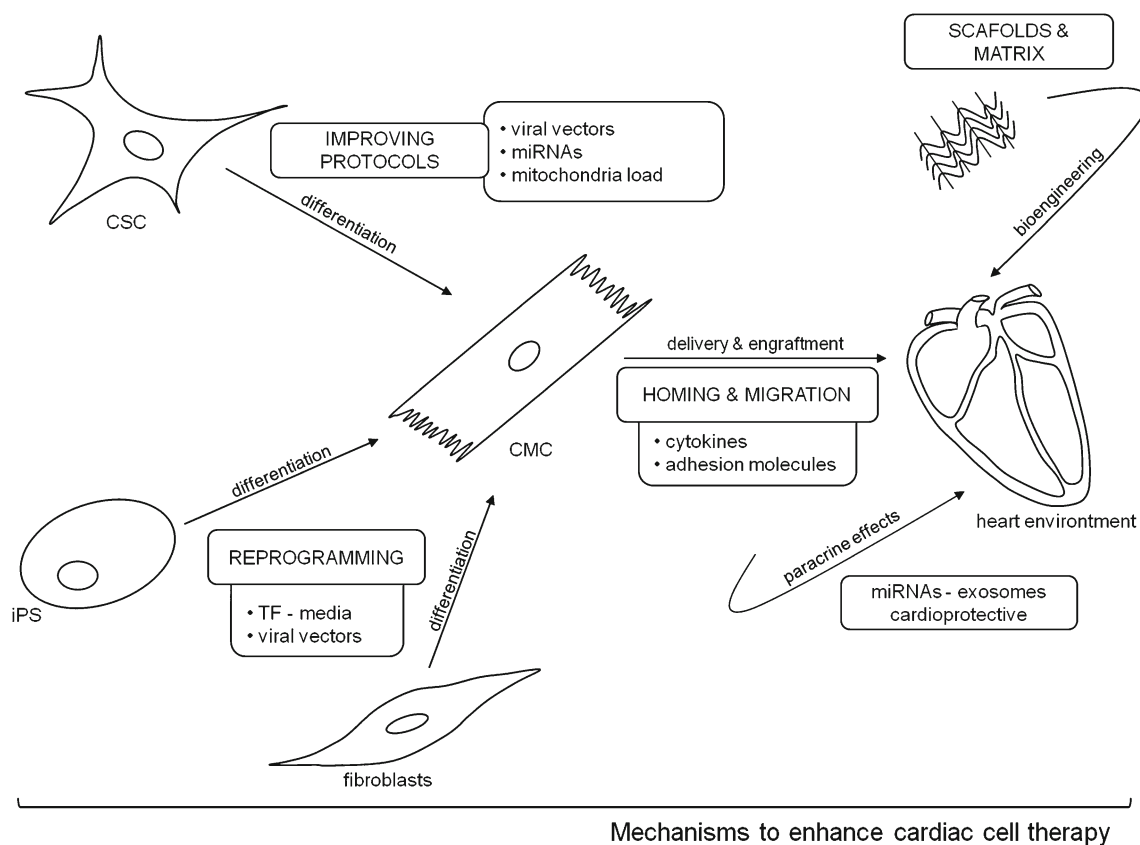 SCAFOLDS &
MATRIX
IMPROVING
PROTOCOLS
• viral vectors
• miRNAs
• mitochondria load
CSC
differentiation
bioengineering
delivery & engraftment
HOMING & MIGRATION
• cytokines
• adhesion molecules
CMC
differentiation
iPS
REPROGRAMMING
• TF - media
• viral vectors
differentiation
fibroblasts
heart environtment
paracrine effects
miRNAs - exosomes
cardioprotective
Mechanisms to enhance cardiac cell therapy